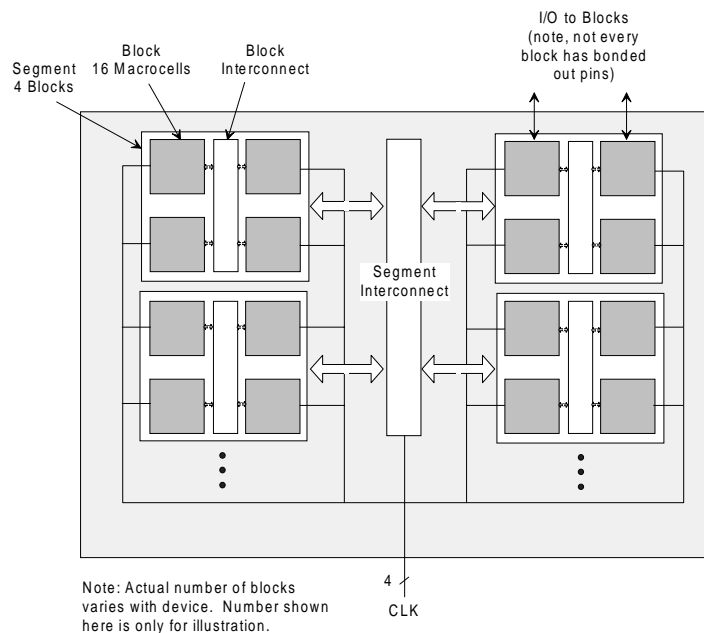 I/O to Blocks
(note, not every
block has bonded
out pins)
Block
16 Macrocells
Block
Interconnect
Segment
4 Blocks
Segment
Interconnect
4
CLK
Note: Actual number of blocks
varies with device. Number shown
here is only for illustration.